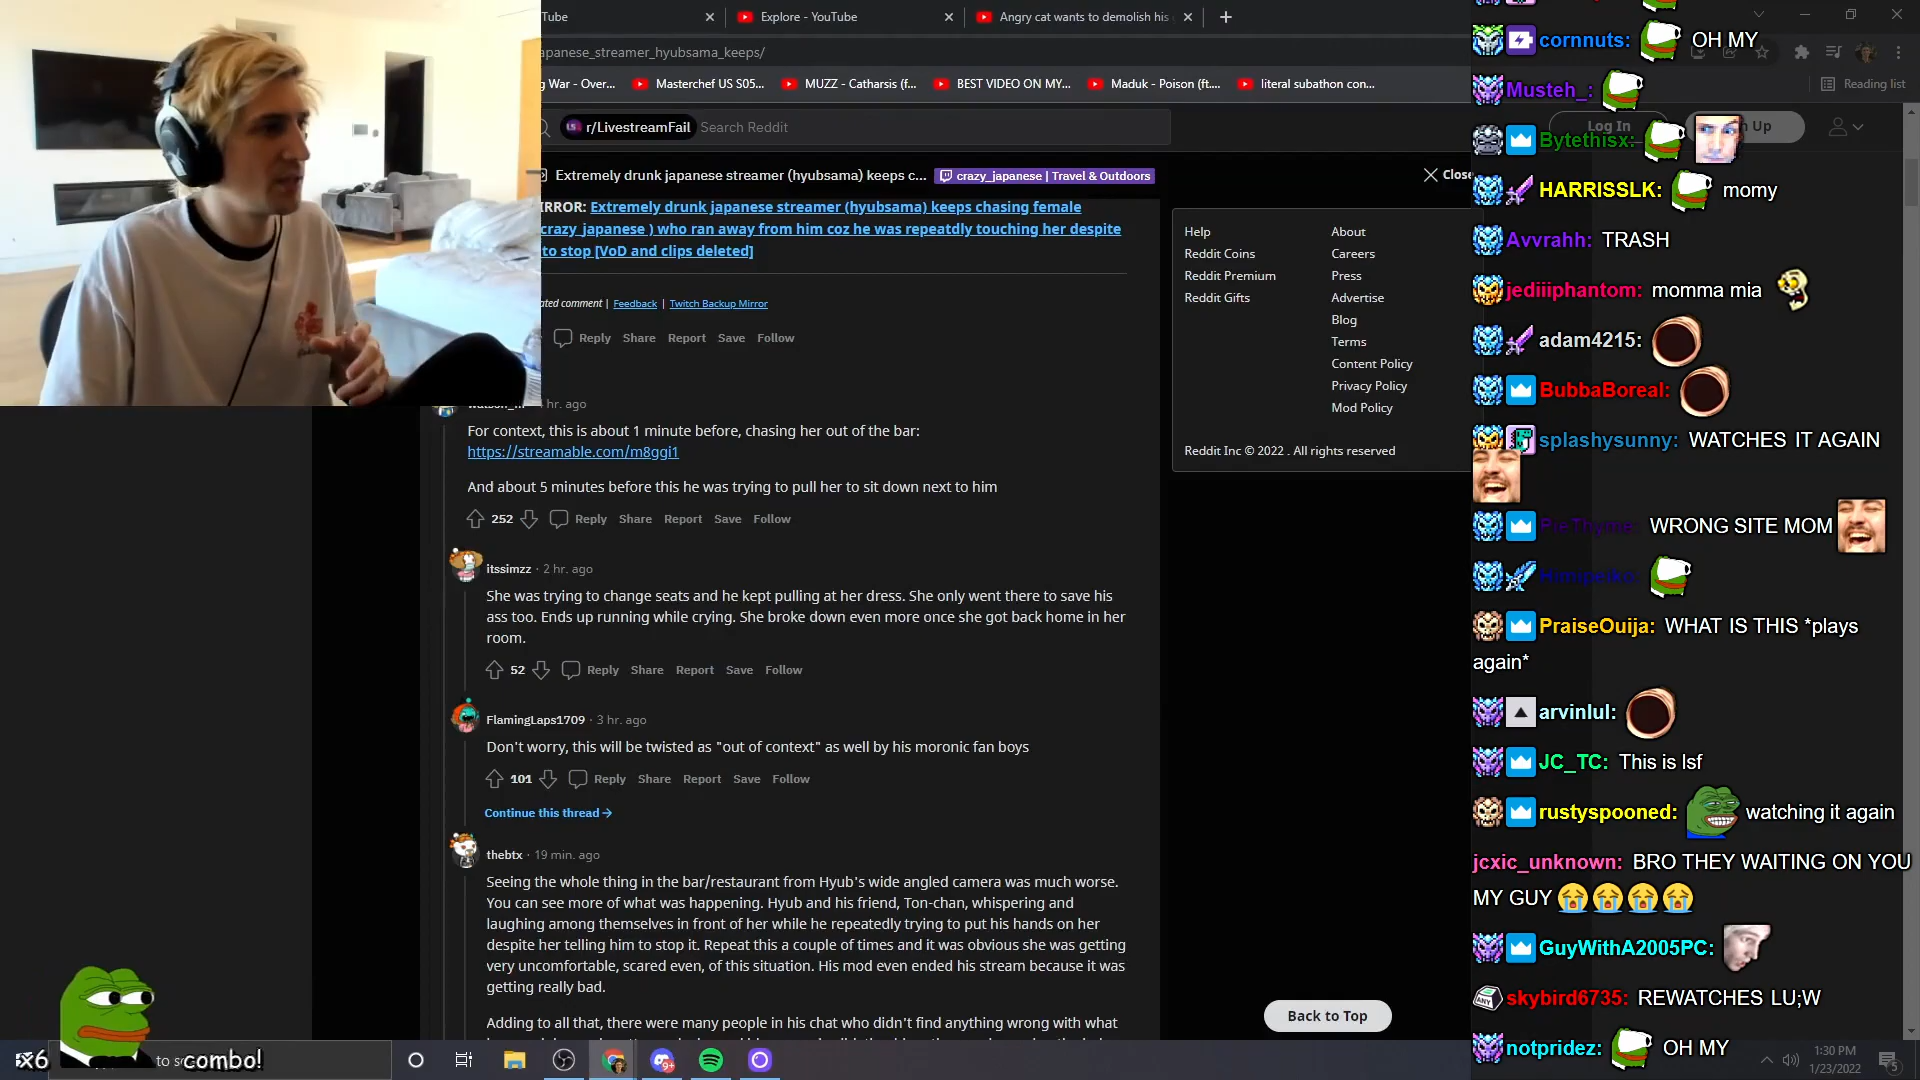 Tube
Explore - YouTube
Angry cat wants to demolish his
apanese_streamer_hyubsama_keeps/
g War - Over...
Masterchef US S05...
MUZZ - Catharsis (f...
BEST VIDEO ON MY...
Maduk - Poison (ft....
literal subathon con...
Reading list
r/LivestreamFail
Search Reddit
Log In
Up
Extremely drunk japanese streamer (hyubsama) keeps c...
crazy_japanese | Travel & Outdoors
Close
IRROR: Extremely drunk japanese streamer (hyubsama) keeps chasing female
crazy_japanese ) who ran away from him coz he was repeatdly touching her despite
to stop [VoD and clips deleted]
ated comment | Feedback | Twitch Backup Mirror
Reply Share Report Save Follow
Help
About
Reddit Coins
Careers
Reddit Premium
Press
Reddit Gifts
Advertise
Blog
Terms
Content Policy
Privacy Policy
Mod Policy
Reddit Inc © 2022 . All rights reserved
hr. ago
For context, this is about 1 minute before, chasing her out of the bar:
https://streamable.com/m8ggi1
And about 5 minutes before this he was trying to pull her to sit down next to him
252 Reply Share Report Save Follow
itssimzz · 2 hr. ago
She was trying to change seats and he kept pulling at her dress. She only went there to save his
ass too. Ends up running while crying. She broke down even more once she got back home in her
room.
52 Reply Share Report Save Follow
FlamingLaps1709 · 3 hr. ago
Don't worry, this will be twisted as "out of context" as well by his moronic fan boys
101 Reply Share Report Save Follow
Continue this thread →
thebtx · 19 min. ago
Seeing the whole thing in the bar/restaurant from Hyub's wide angled camera was much worse.
You can see more of what was happening. Hyub and his friend, Ton-chan, whispering and
laughing among themselves in front of her while he repeatedly trying to put his hands on her
despite her telling him to stop it. Repeat this a couple of times and it was obvious she was getting
very uncomfortable, scared even, of this situation. His mod even ended his stream because it was
getting really bad.
Adding to all that, there were many people in his chat who didn't find anything wrong with what
Back to Top
cornnuts: OH MY
Musteh_:
Bytethisx:
HARRISSLK: momy
Avvrahh: TRASH
jediiiphantom: momma mia
adam4215:
BubbaBoreal:
splashysunny: WATCHES IT AGAIN
PieThyme: WRONG SITE MOM
PraiseOuija: WHAT IS THIS *plays
again*
arvinlul:
JC_TC: This is lsf
rustyspooned: watching it again
jcxic_unknown: BRO THEY WAITING ON YOU
MY GUY 😭😭😭😭
GuyWithA2005PC:
skybird6735: REWATCHES LU;W
notpridez: OH MY
x6
to s
combo!
9+
1:30 PM
1/23/2022
5